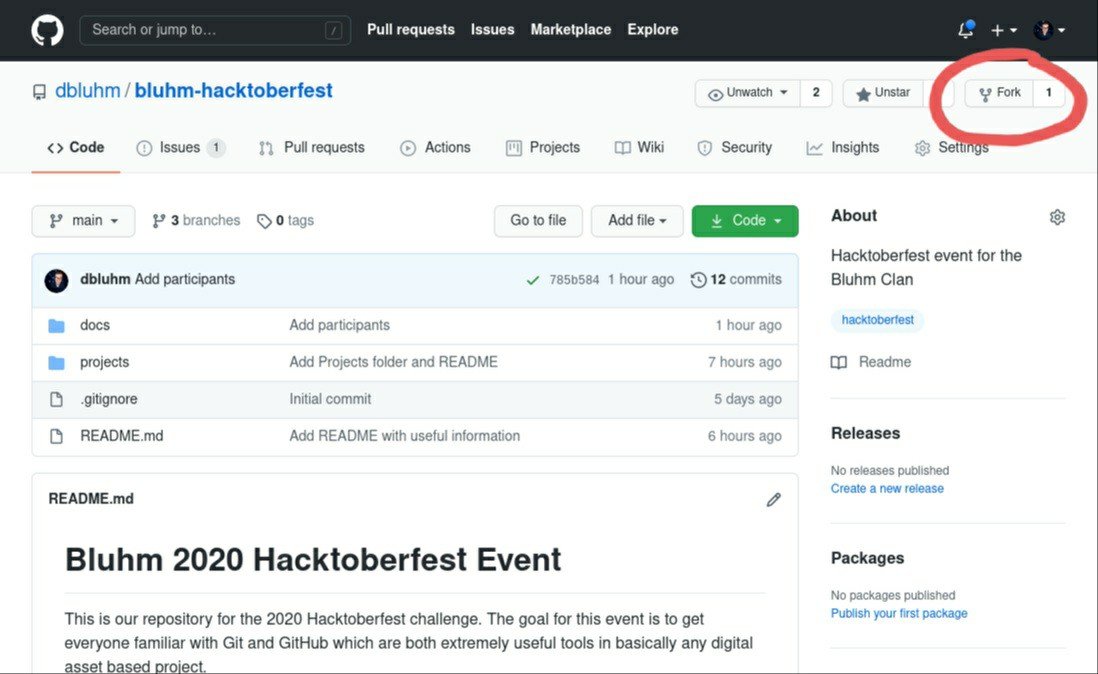 Search or jump to… / Pull requests Issues Marketplace Explore
dbluhm / bluhm-hacktoberfest Unwatch 2 Unstar Fork 1
Code Issues 1 Pull requests Actions Projects Wiki Security Insights Settings
main 3 branches 0 tags Go to file Add file Code
About
Hacktoberfest event for the
Bluhm Clan
hacktoberfest
Readme
dbluhm Add participants 785b584 1 hour ago 12 commits
docs Add participants 1 hour ago
projects Add Projects folder and README 7 hours ago
.gitignore Initial commit 5 days ago
README.md Add README with useful information 6 hours ago
Releases
No releases published
Create a new release
README.md
Bluhm 2020 Hacktoberfest Event
This is our repository for the 2020 Hacktoberfest challenge. The goal for this event is to get
everyone familiar with Git and GitHub which are both extremely useful tools in basically any digital
asset based project.
Packages
No packages published
Publish your first package